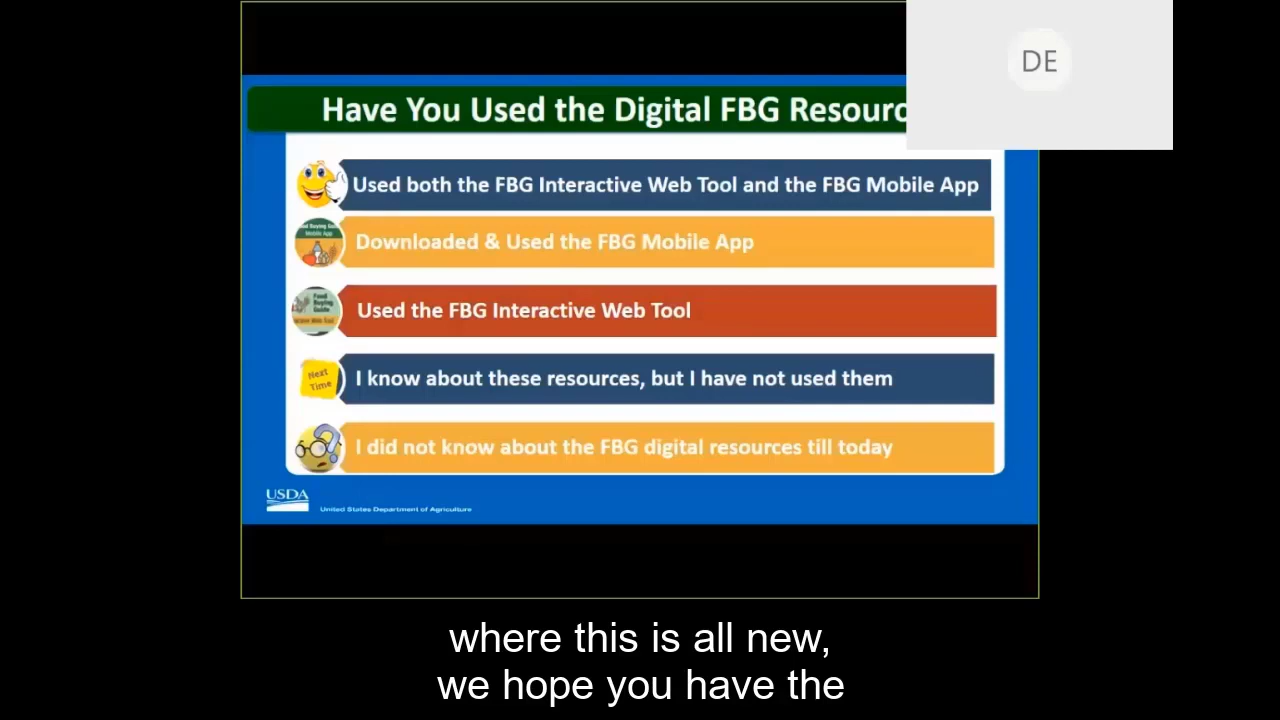 DE
Have You Used the Digital FBG Resourc
Used both the FBG Interactive Web Tool and the FBG Mobile App
Downloaded & Used the FBG Mobile App
Used the FBG Interactive Web Tool
Food
Buying
Guide
Next
Time
I know about these resources, but I have not used them
I did not know about the FBG digital resources till today
USDA
United States Department of Agriculture
where this is all new,
we hope you have the